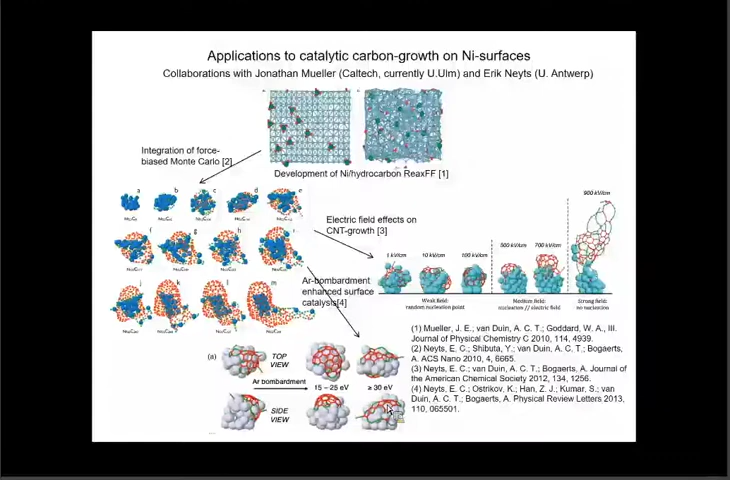 Applications to catalytic carbon-growth on Ni-surfaces
Collaborations with Jonathan Mueller (Caltech, currently U.Ulm) and Erik Neyts (U. Antwerp)
Integration of force-
biased Monte Carlo [2]
Development of Ni/hydrocarbon ReaxFF [1]
a b c d e
Electric field effects on
CNT-growth [3]
900 kV/cm
f g h i
1 kV/cm 10 kV/cm 100 kV/cm 500 kV/cm 700 kV/cm
Ar-bombardment
enhanced surface
catalysis[4]
j k l m
Weak field:
random nucleation point
Medium field:
nucleation // electric field
Strong field:
no nucleation
(a) TOP
VIEW
Ar bombardment 15 – 25 eV ≥ 30 eV
SIDE
VIEW
(1) Mueller, J. E.; van Duin, A. C. T.; Goddard, W. A., III.
Journal of Physical Chemistry C 2010, 114, 4939.
(2) Neyts, E. C.; Shibuta, Y.; van Duin, A. C. T.; Bogaerts,
A. ACS Nano 2010, 4, 6665.
(3) Neyts, E. C.; van Duin, A. C. T.; Bogaerts, A. Journal of
the American Chemical Society 2012, 134, 1256.
(4) Neyts, E. C.; Ostrikov, K.; Han, Z. J.; Kumar, S.; van
Duin, A. C. T.; Bogaerts, A. Physical Review Letters 2013,
110, 065501.